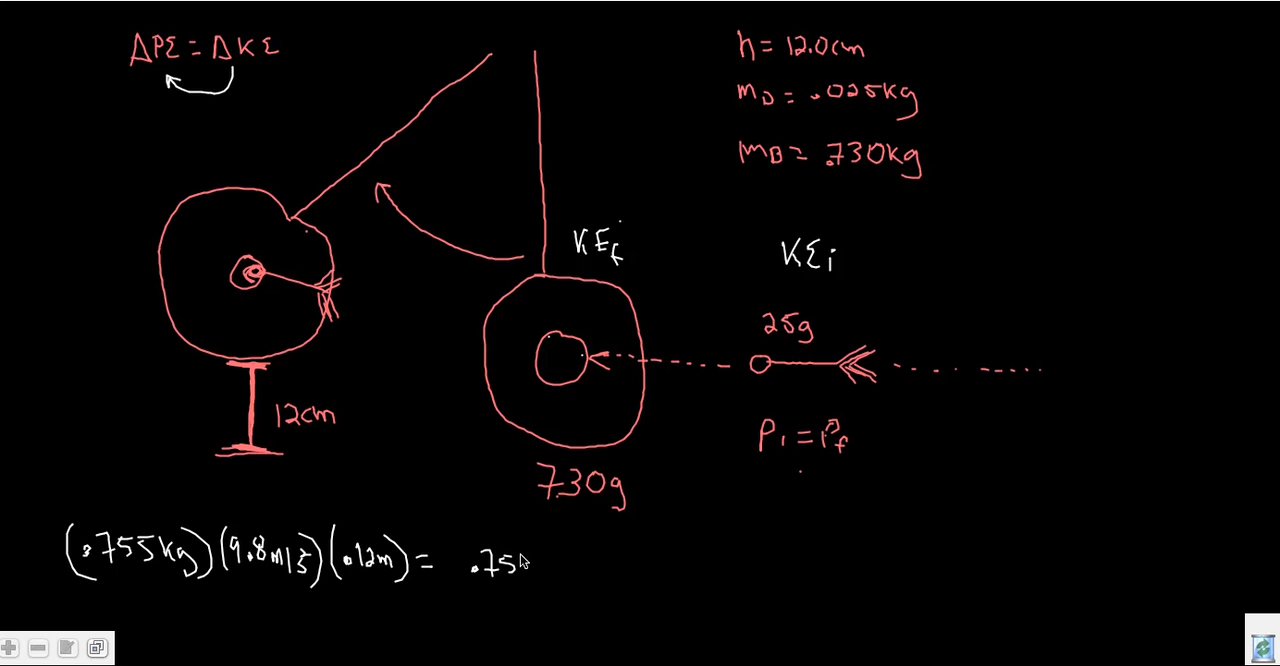 ΔPE = ΔKE
h = 12.0cm
mD = .025kg
mB = .730kg
KEf
KEi
25g
12cm
Pi = Pf
730g
(.755kg)(9.8m/s)(.12m) = .75